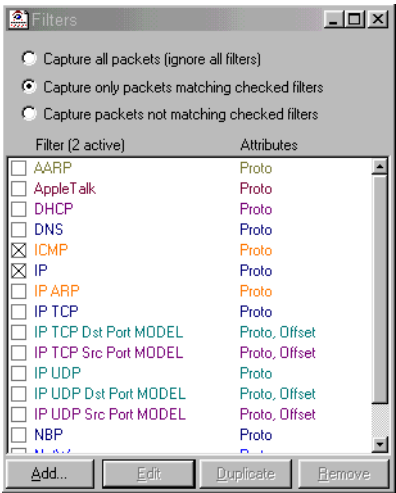 Filters
Capture all packets (ignore all filters)
Capture only packets matching checked filters
Capture packets not matching checked filters
Filter (2 active) Attributes
AARP Proto
AppleTalk Proto
DHCP Proto
DNS Proto
ICMP Proto
IP Proto
IP ARP Proto
IP TCP Proto
IP TCP Dst Port MODEL Proto, Offset
IP TCP Src Port MODEL Proto, Offset
IP UDP Proto
IP UDP Dst Port MODEL Proto, Offset
IP UDP Src Port MODEL Proto, Offset
NBP Proto
Add... Edit Duplicate Remove